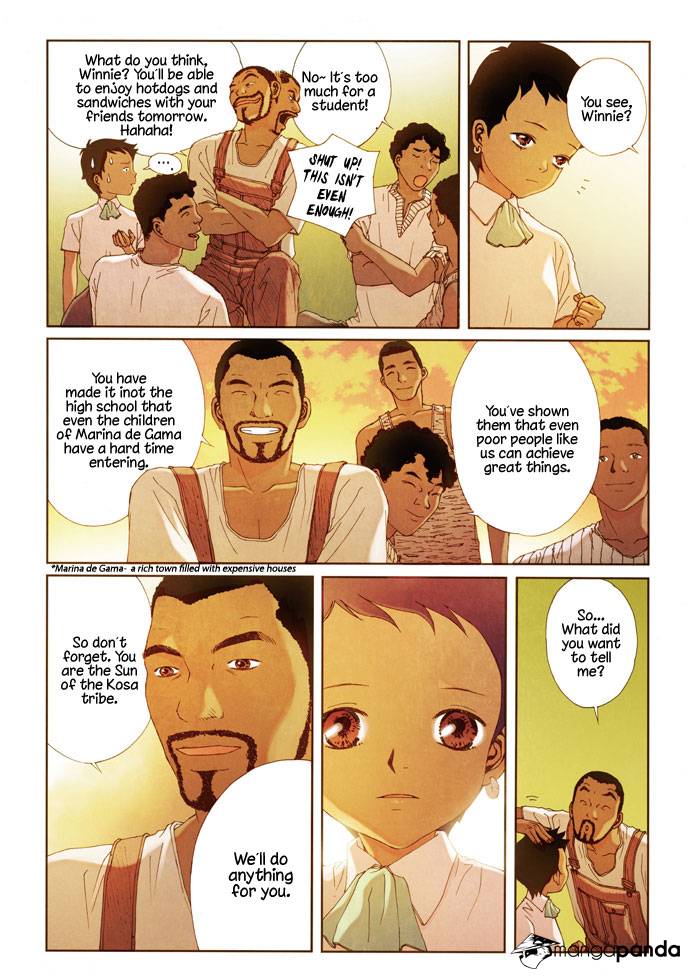 What do you think,
Winnie? You'll be able
to enjoy hotdogs and
sandwiches with your
friends tomorrow.
Hahaha!
No~ It's too
much for a
student!
...
SHUT UP!
THIS ISN'T
EVEN
ENOUGH!
You see,
Winnie?
You have
made it inot the
high school that
even the children
of Marina de Gama
have a hard time
entering.
You've shown
them that even
poor people like
us can achieve
great things.
*Marina de Gama- a rich town filled with expensive houses
So don't
forget. You
are the Sun
of the Kosa
tribe.
We'll do
anything
for you.
So...
What did
you want
to tell
me?
mangapanda